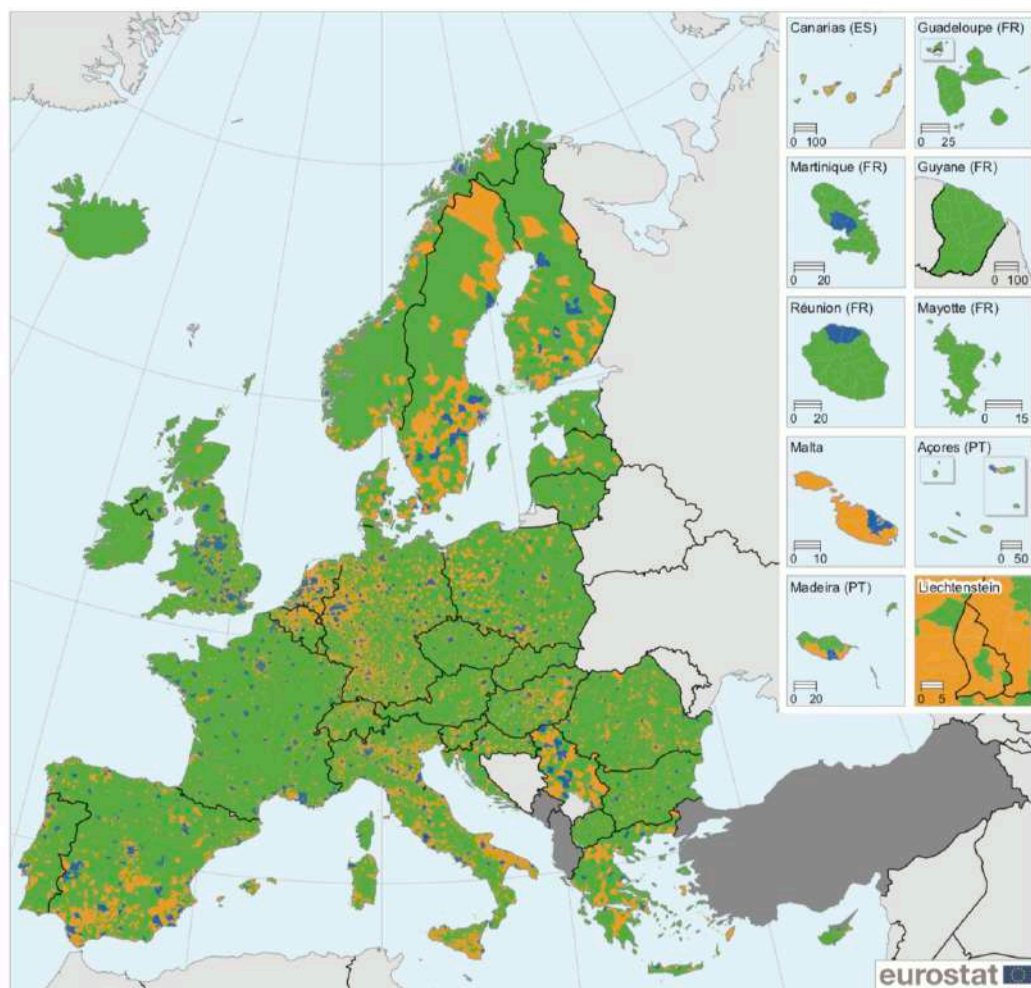 Canarias (ES)
0 100
Guadeloupe (FR)
0 25
Martinique (FR)
0 20
Guyane (FR)
0 100
Réunion (FR)
0 20
Mayotte (FR)
0 15
Malta
0 10
Açores (PT)
0 50
Madeira (PT)
0 20
Liechtenstein
0 5
eurostat